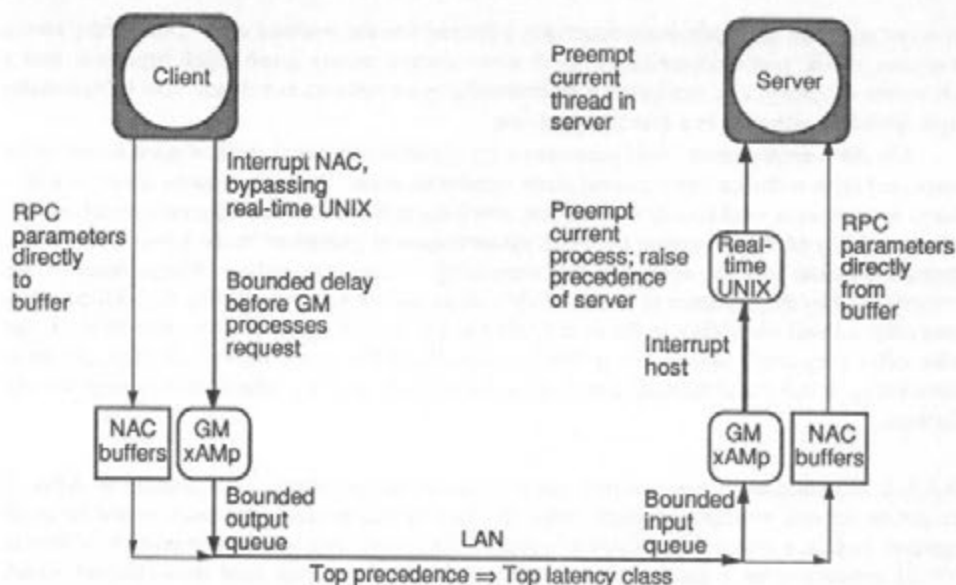 Client
Preempt
current
thread in
server
Server
Interrupt NAC,
bypassing
real-time UNIX
RPC
parameters
directly
to
buffer
Bounded delay
before GM
processes
request
Preempt
current
process; raise
precedence
of server
Real-
time
UNIX
RPC
parameters
directly
from
buffer
Interrupt
host
NAC
buffers
GM
xAMp
GM
xAMp
NAC
buffers
Bounded
output
queue
LAN
Bounded
input
queue
Top precedence ⇒ Top latency class